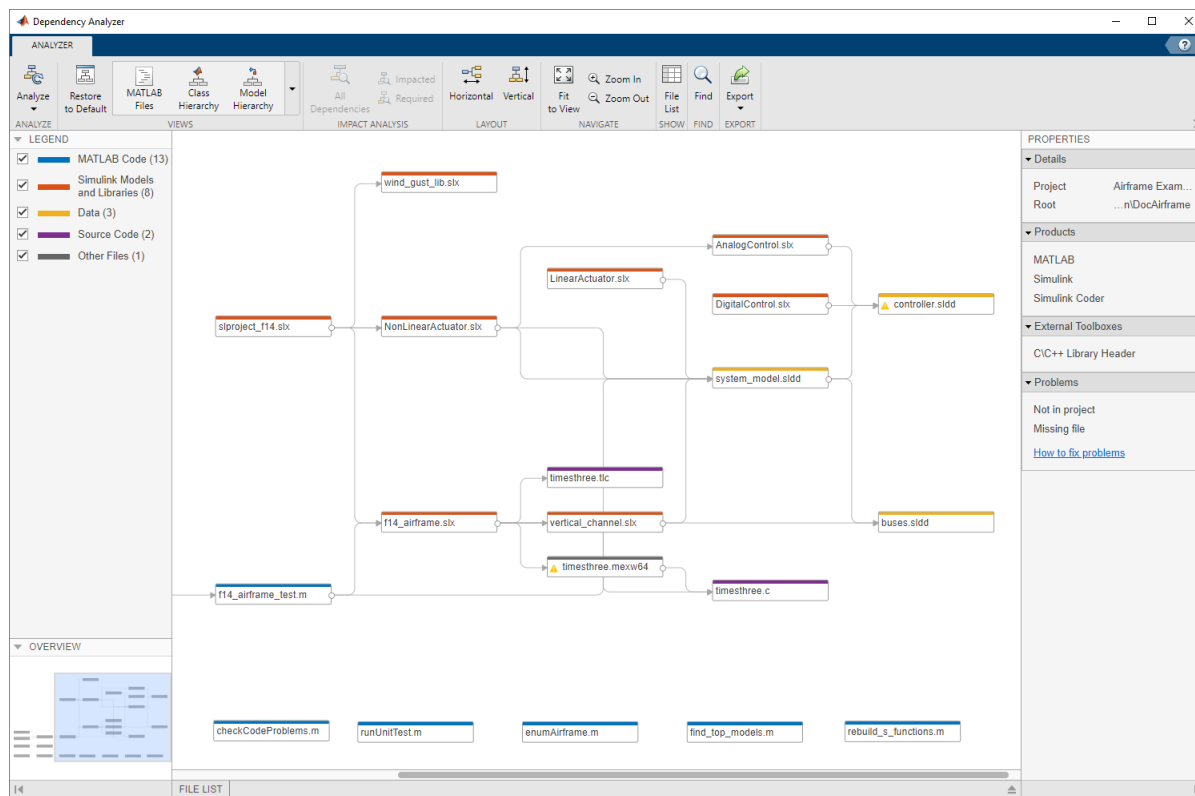 Dependency Analyzer
ANALYZER
?
Analyze
Restore
to Default
MATLAB
Files
Class
Hierarchy
Model
Hierarchy
All
Dependencies
Impacted
Required
Horizontal
Vertical
Fit
to View
Zoom In
Zoom Out
File
List
Find
Export
ANALYZE
VIEWS
IMPACT ANALYSIS
LAYOUT
NAVIGATE
SHOW
FIND
EXPORT
LEGEND
MATLAB Code (13)
Simulink Models
and Libraries (8)
Data (3)
Source Code (2)
Other Files (1)
wind_gust_lib.slx
AnalogControl.slx
LinearActuator.slx
DigitalControl.slx
controller.sldd
slproject_f14.slx
NonLinearActuator.slx
system_model.sldd
timesthree.tlc
f14_airframe.slx
vertical_channel.slx
buses.sldd
timesthree.mexw64
f14_airframe_test.m
timesthree.c
checkCodeProblems.m
runUnitTest.m
enumAirframe.m
find_top_models.m
rebuild_s_functions.m
PROPERTIES
Details
Project Airframe Exam...
Root ...n\DocAirframe
Products
MATLAB
Simulink
Simulink Coder
External Toolboxes
C\C++ Library Header
Problems
Not in project
Missing file
How to fix problems
OVERVIEW
FILE LIST